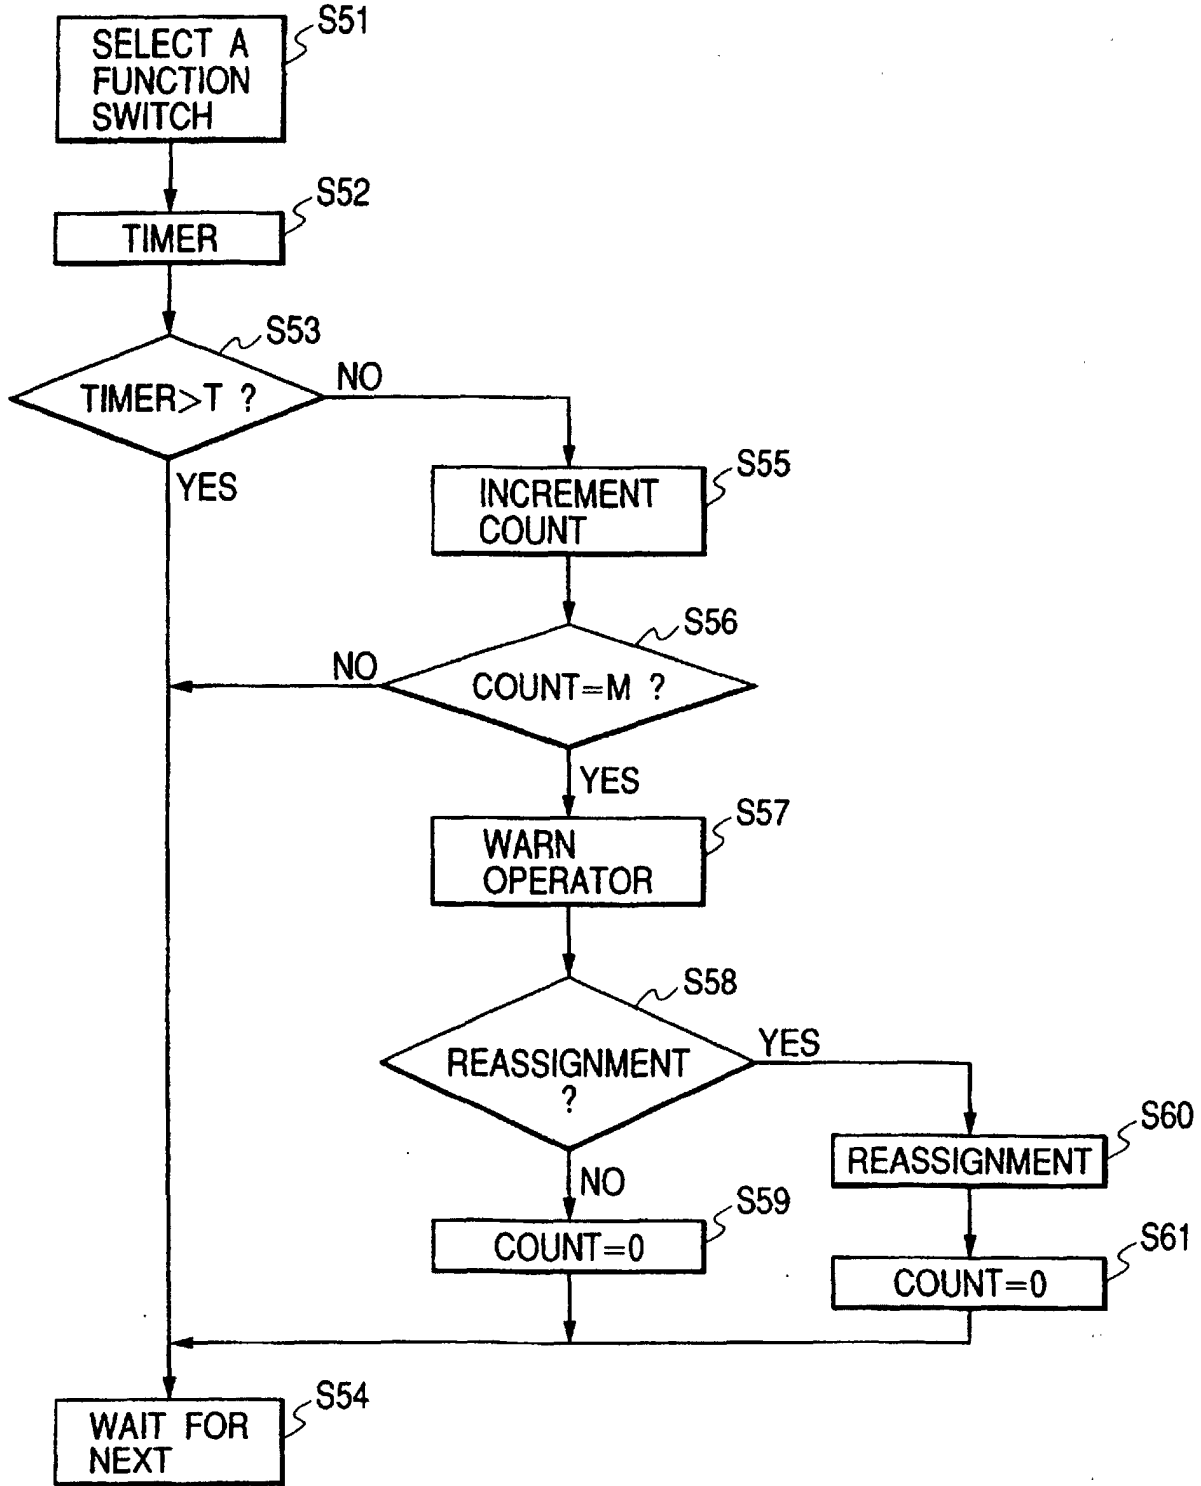 S51
SELECT A
FUNCTION
SWITCH
S52
TIMER
S53
TIMER>T ?
NO
YES
S55
INCREMENT
COUNT
S56
COUNT=M ?
NO
YES
S57
WARN
OPERATOR
S58
REASSIGNMENT
?
YES
NO
S60
REASSIGNMENT
S59
COUNT=0
S61
COUNT=0
S54
WAIT FOR
NEXT